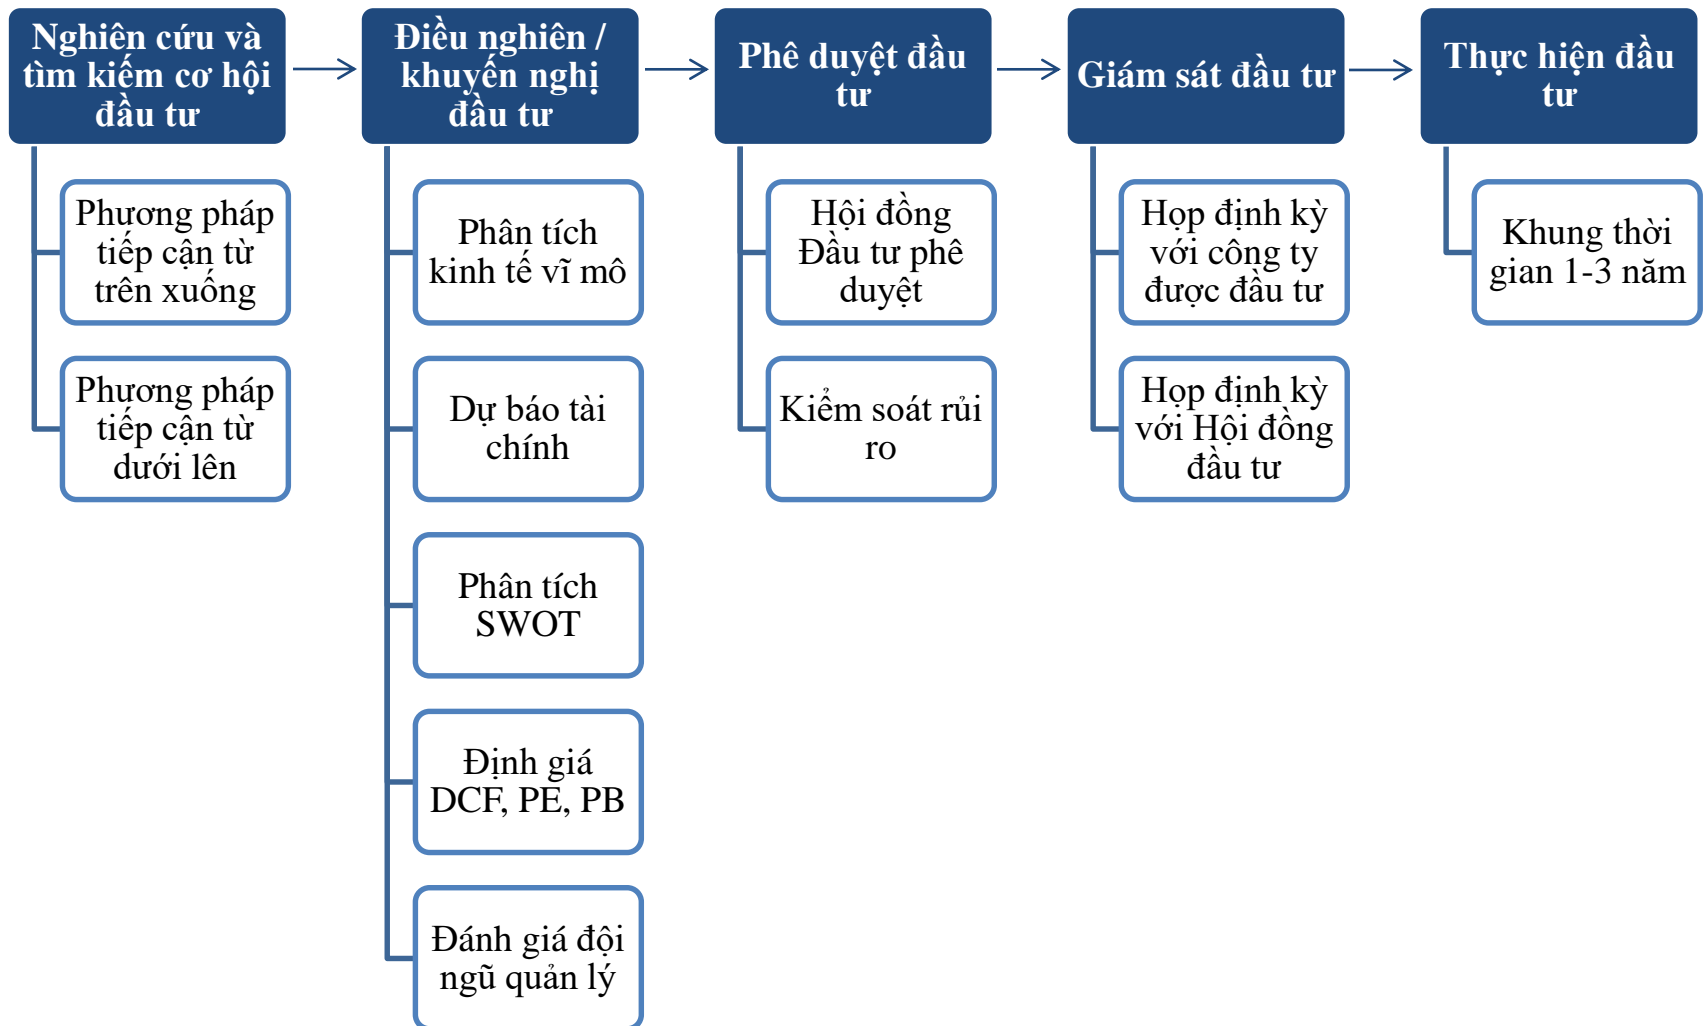 Nghiên cứu và
tìm kiếm cơ hội
đầu tư
Phương pháp
tiếp cận từ
trên xuống
Phương pháp
tiếp cận từ
dưới lên
Điều nghiên /
khuyến nghị
đầu tư
Phân tích
kinh tế vĩ mô
Dự báo tài
chính
Phân tích
SWOT
Định giá
DCF, PE, PB
Đánh giá đội
ngũ quản lý
Phê duyệt đầu
tư
Hội đồng
Đầu tư phê
duyệt
Kiểm soát rủi
ro
Giám sát đầu tư
Họp định kỳ
với công ty
được đầu tư
Họp định kỳ
với Hội đồng
đầu tư
Thực hiện đầu
tư
Khung thời
gian 1-3 năm